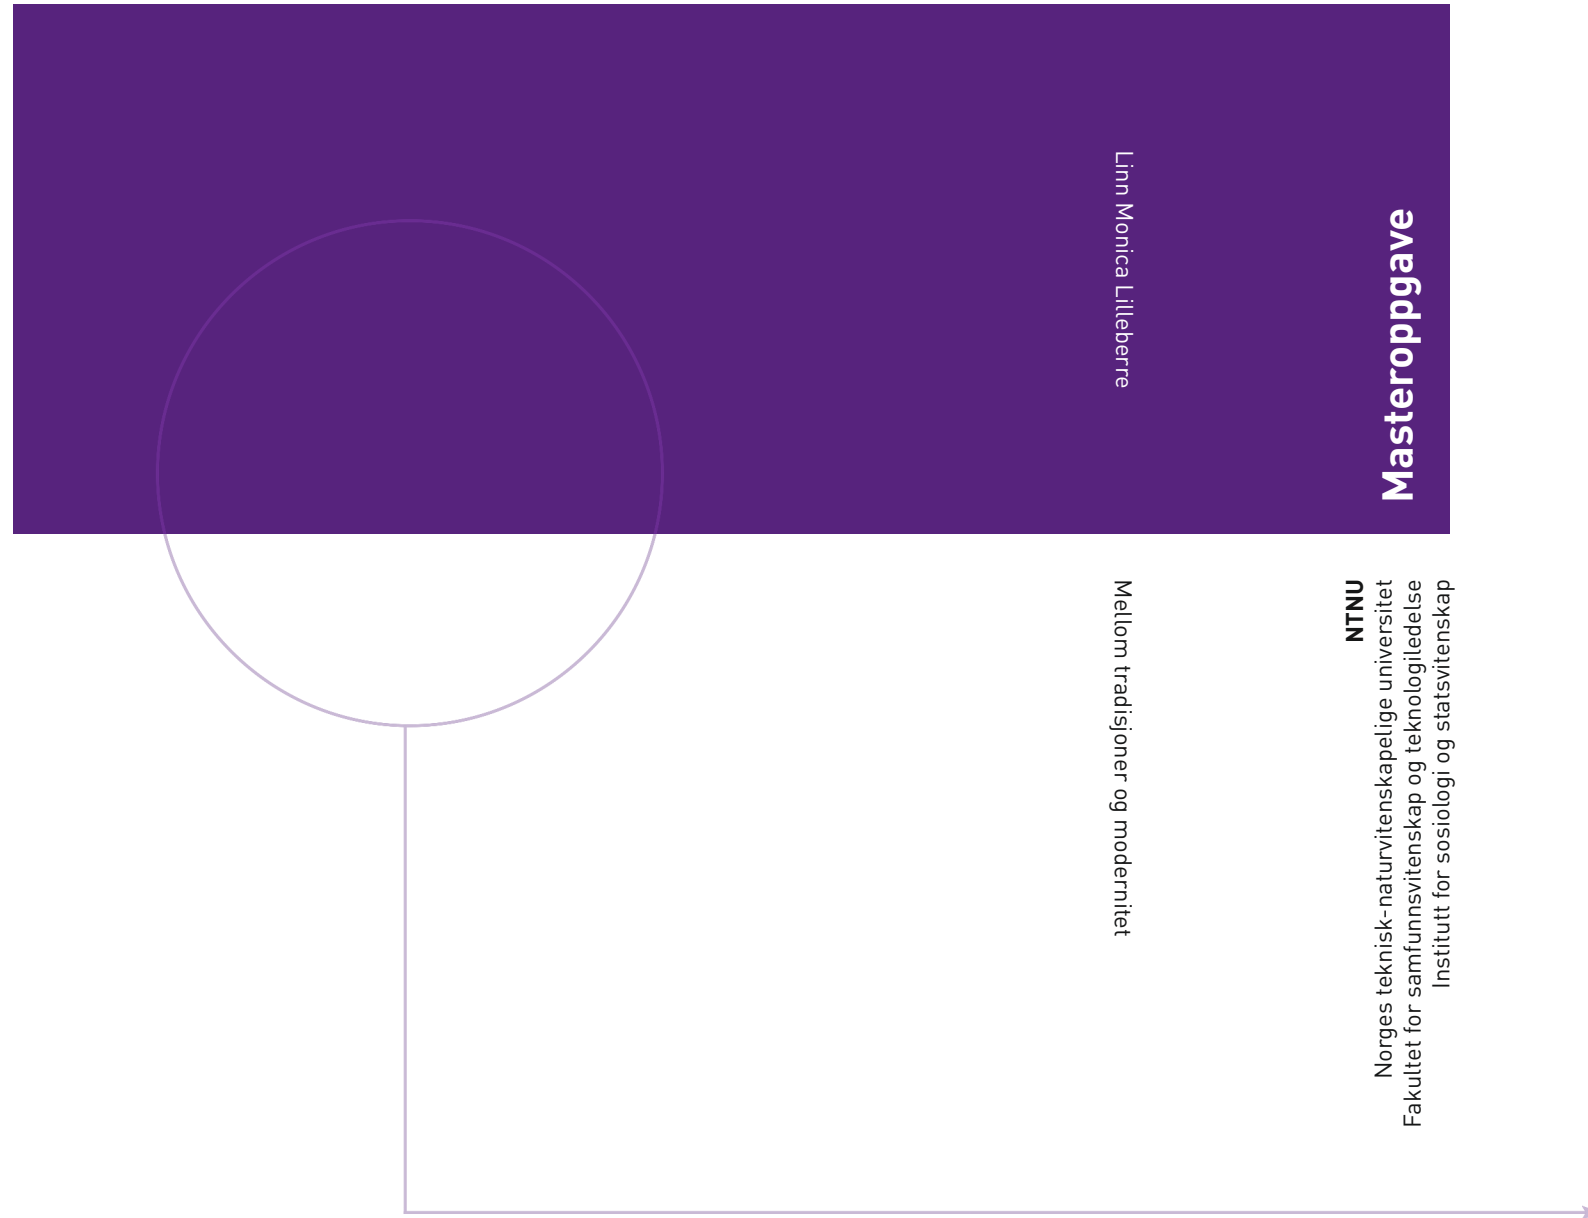 Linn Monica Lilleberre
Mellom tradisjoner og modernitet
Masteroppgave
NTNU
Norges teknisk-naturvitenskapelige universitet
Fakultet for samfunnsvitenskap og teknologiledelse
Institutt for sosiologi og statsvitenskap